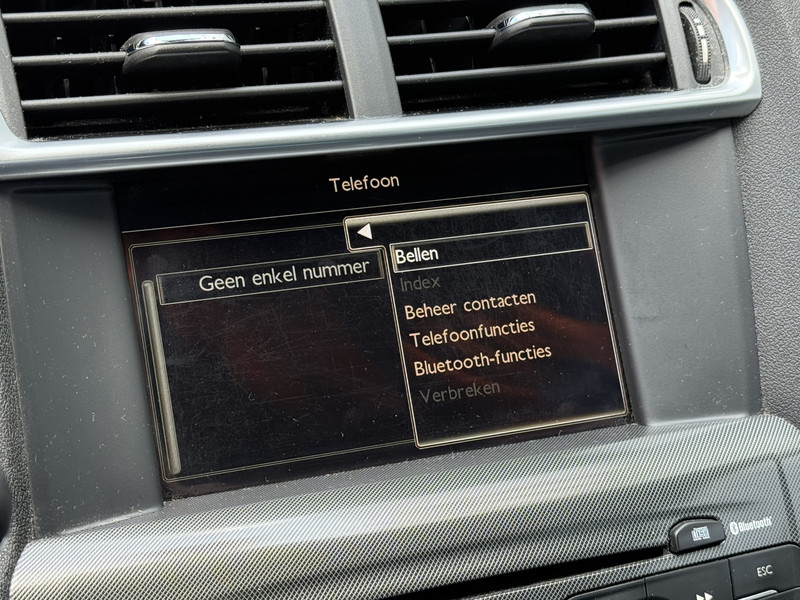 Telefoon
Geen enkel nummer
Bellen
Index
Beheer contacten
Telefoonfuncties
Bluetooth-functies
Verbreken
Bluetooth
ESC